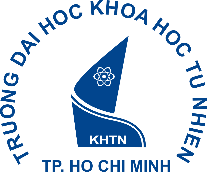 TRUONG DAI HOC KHOA HOC TU NHIEN
KHTN
TP. HO CHI MINH